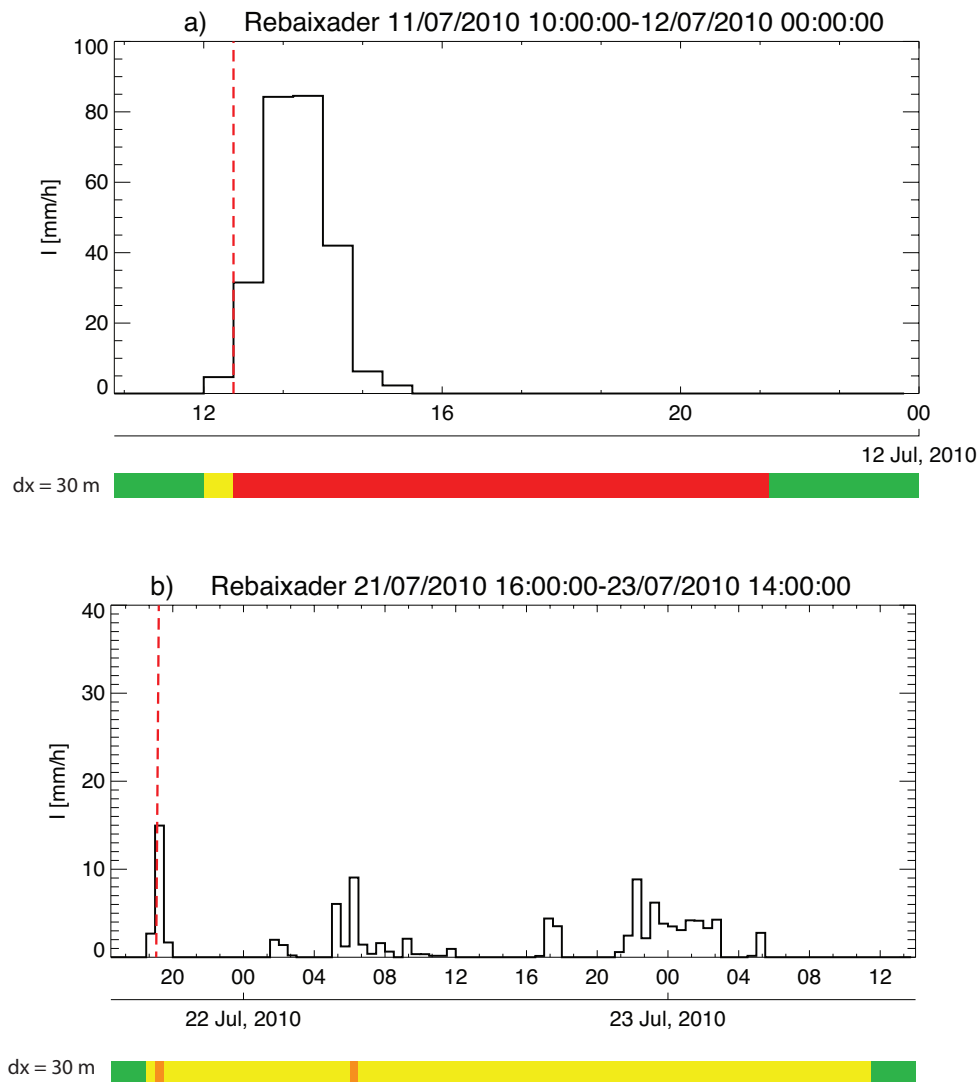 a) Rebaixader 11/07/2010 10:00:00-12/07/2010 00:00:00
100
80
60
40
20
0
I [mm/h]
12 16 20 00
12 Jul, 2010
dx = 30 m
b) Rebaixader 21/07/2010 16:00:00-23/07/2010 14:00:00
40
30
20
10
0
I [mm/h]
20 00 04 08 12 16 20 00 04 08 12
22 Jul, 2010 23 Jul, 2010
dx = 30 m